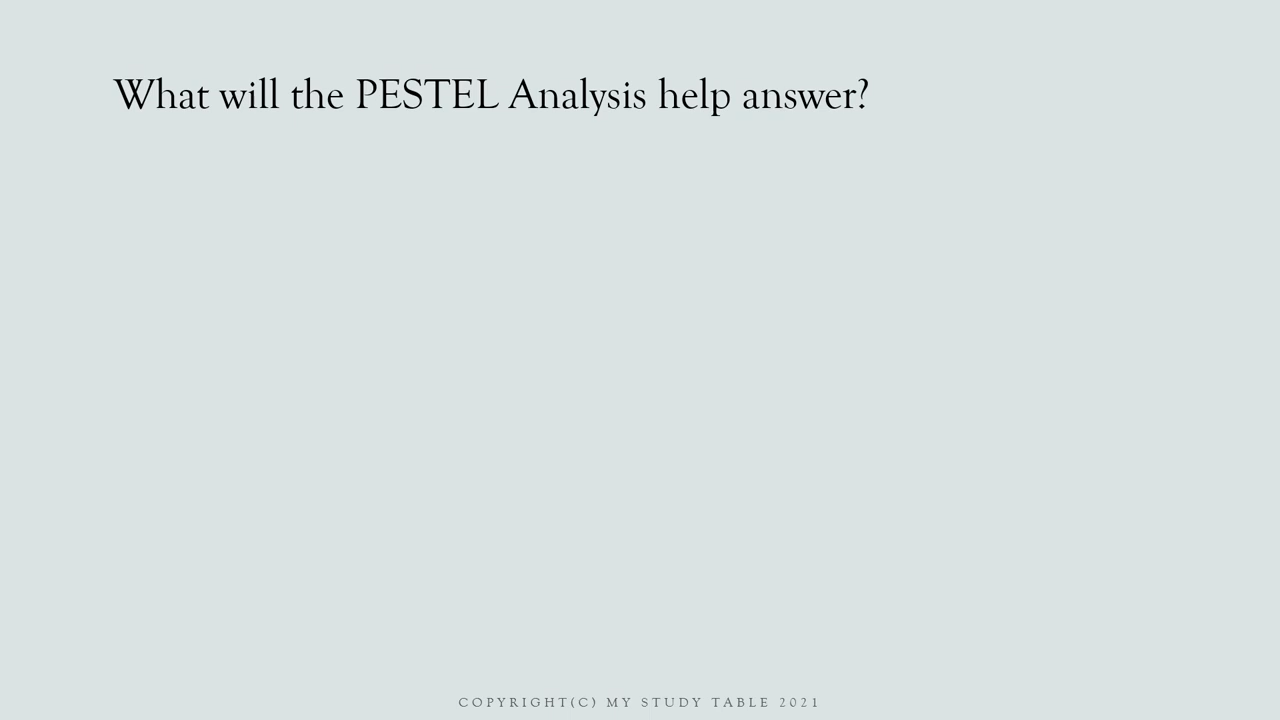 What will the PESTEL Analysis help answer?
COPYRIGHT(C) MY STUDY TABLE 2021